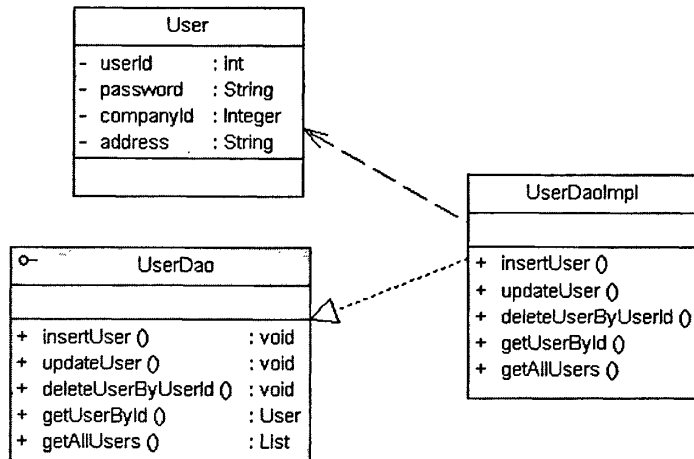 User
- userId : int
- password : String
- companyId : Integer
- address : String
UserDaoImpl
+ insertUser ()
+ updateUser ()
+ deleteUserByUserId ()
+ getUserById ()
+ getAllUsers ()
UserDao
+ insertUser () : void
+ updateUser () : void
+ deleteUserByUserId () : void
+ getUserById () : User
+ getAllUsers () : List